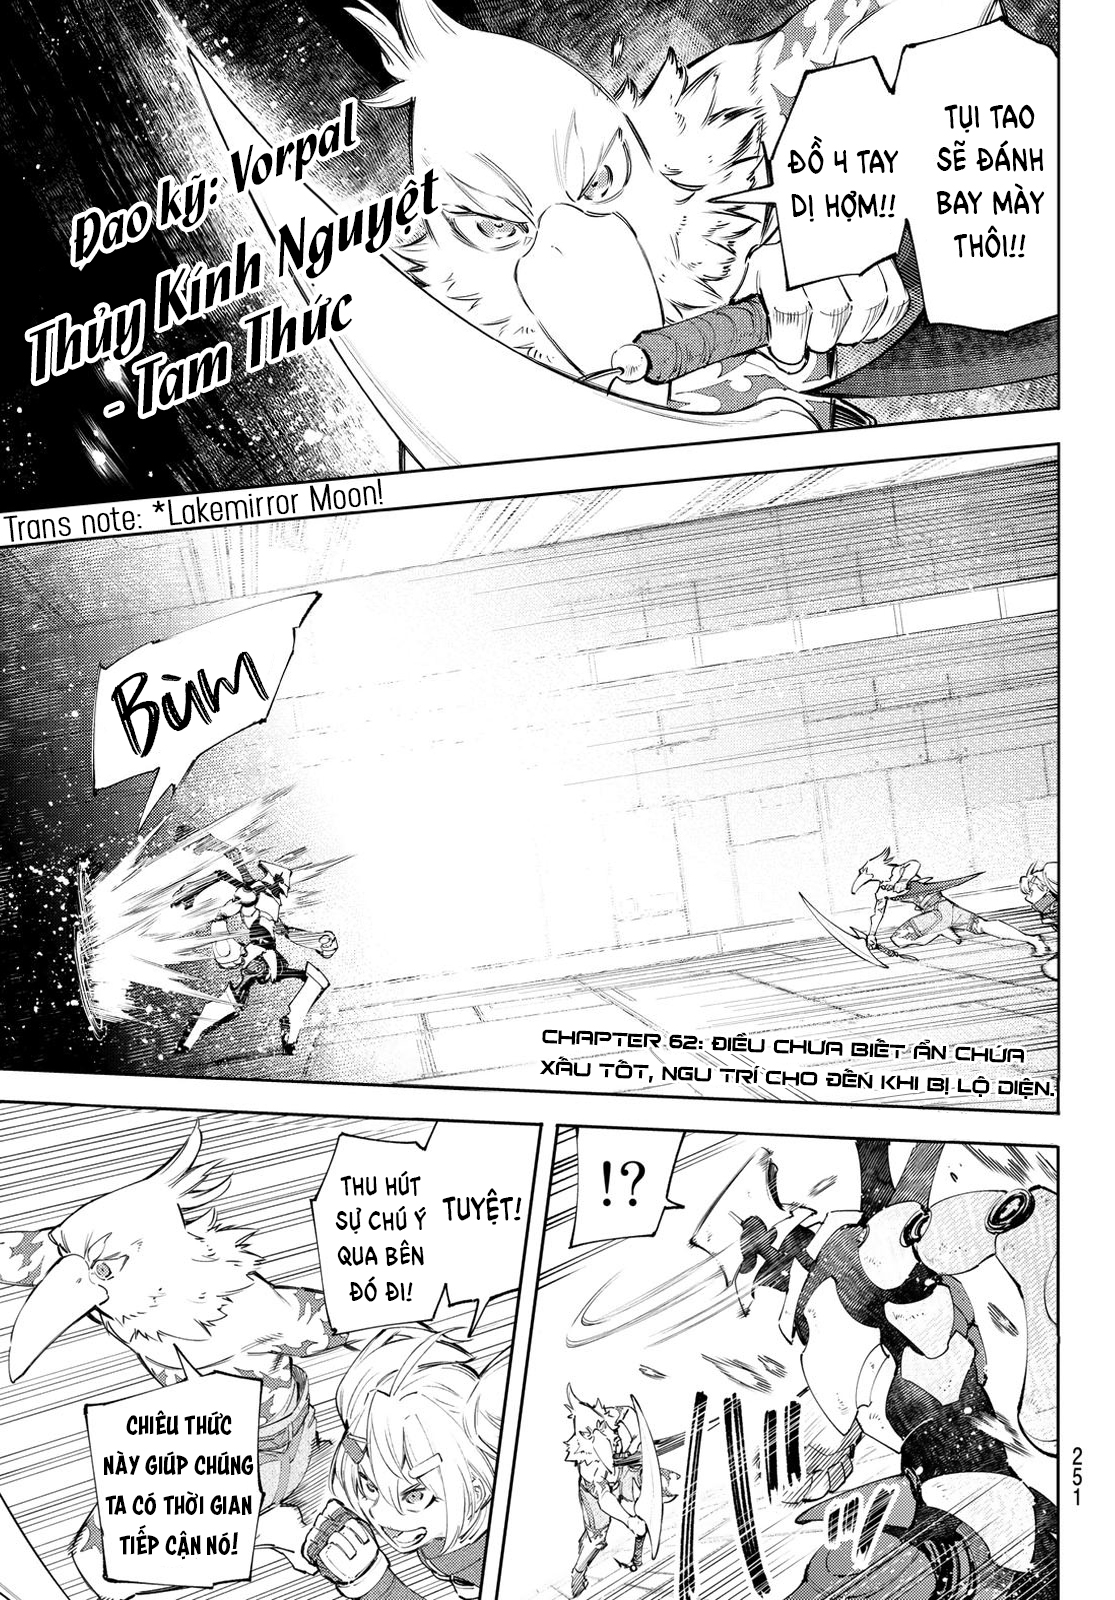 TỤI TAO
SẼ ĐÁNH
BAY MÀY
THÔI!!
ĐỒ 4 TAY
DỊ HỢM!!
Đao kỹ: Vorpal
Thủy Kính Nguyệt
- Tam Thức
Trans note: *Lakemirror Moon!
BÙM
CHAPTER 62: ĐIỀU CHƯA BIẾT ẨN CHỨA
XẤU TỐT, NGU TRÍ CHO ĐẾN KHI BỊ LỘ DIỆN.
!?
TUYỆT!
THU HÚT
SỰ CHÚ Ý
QUA BÊN
ĐÓ ĐI!
CHIÊU THỨC
NÀY GIÚP CHÚNG
TA CÓ THỜI GIAN
TIẾP CẬN NÓ!
251